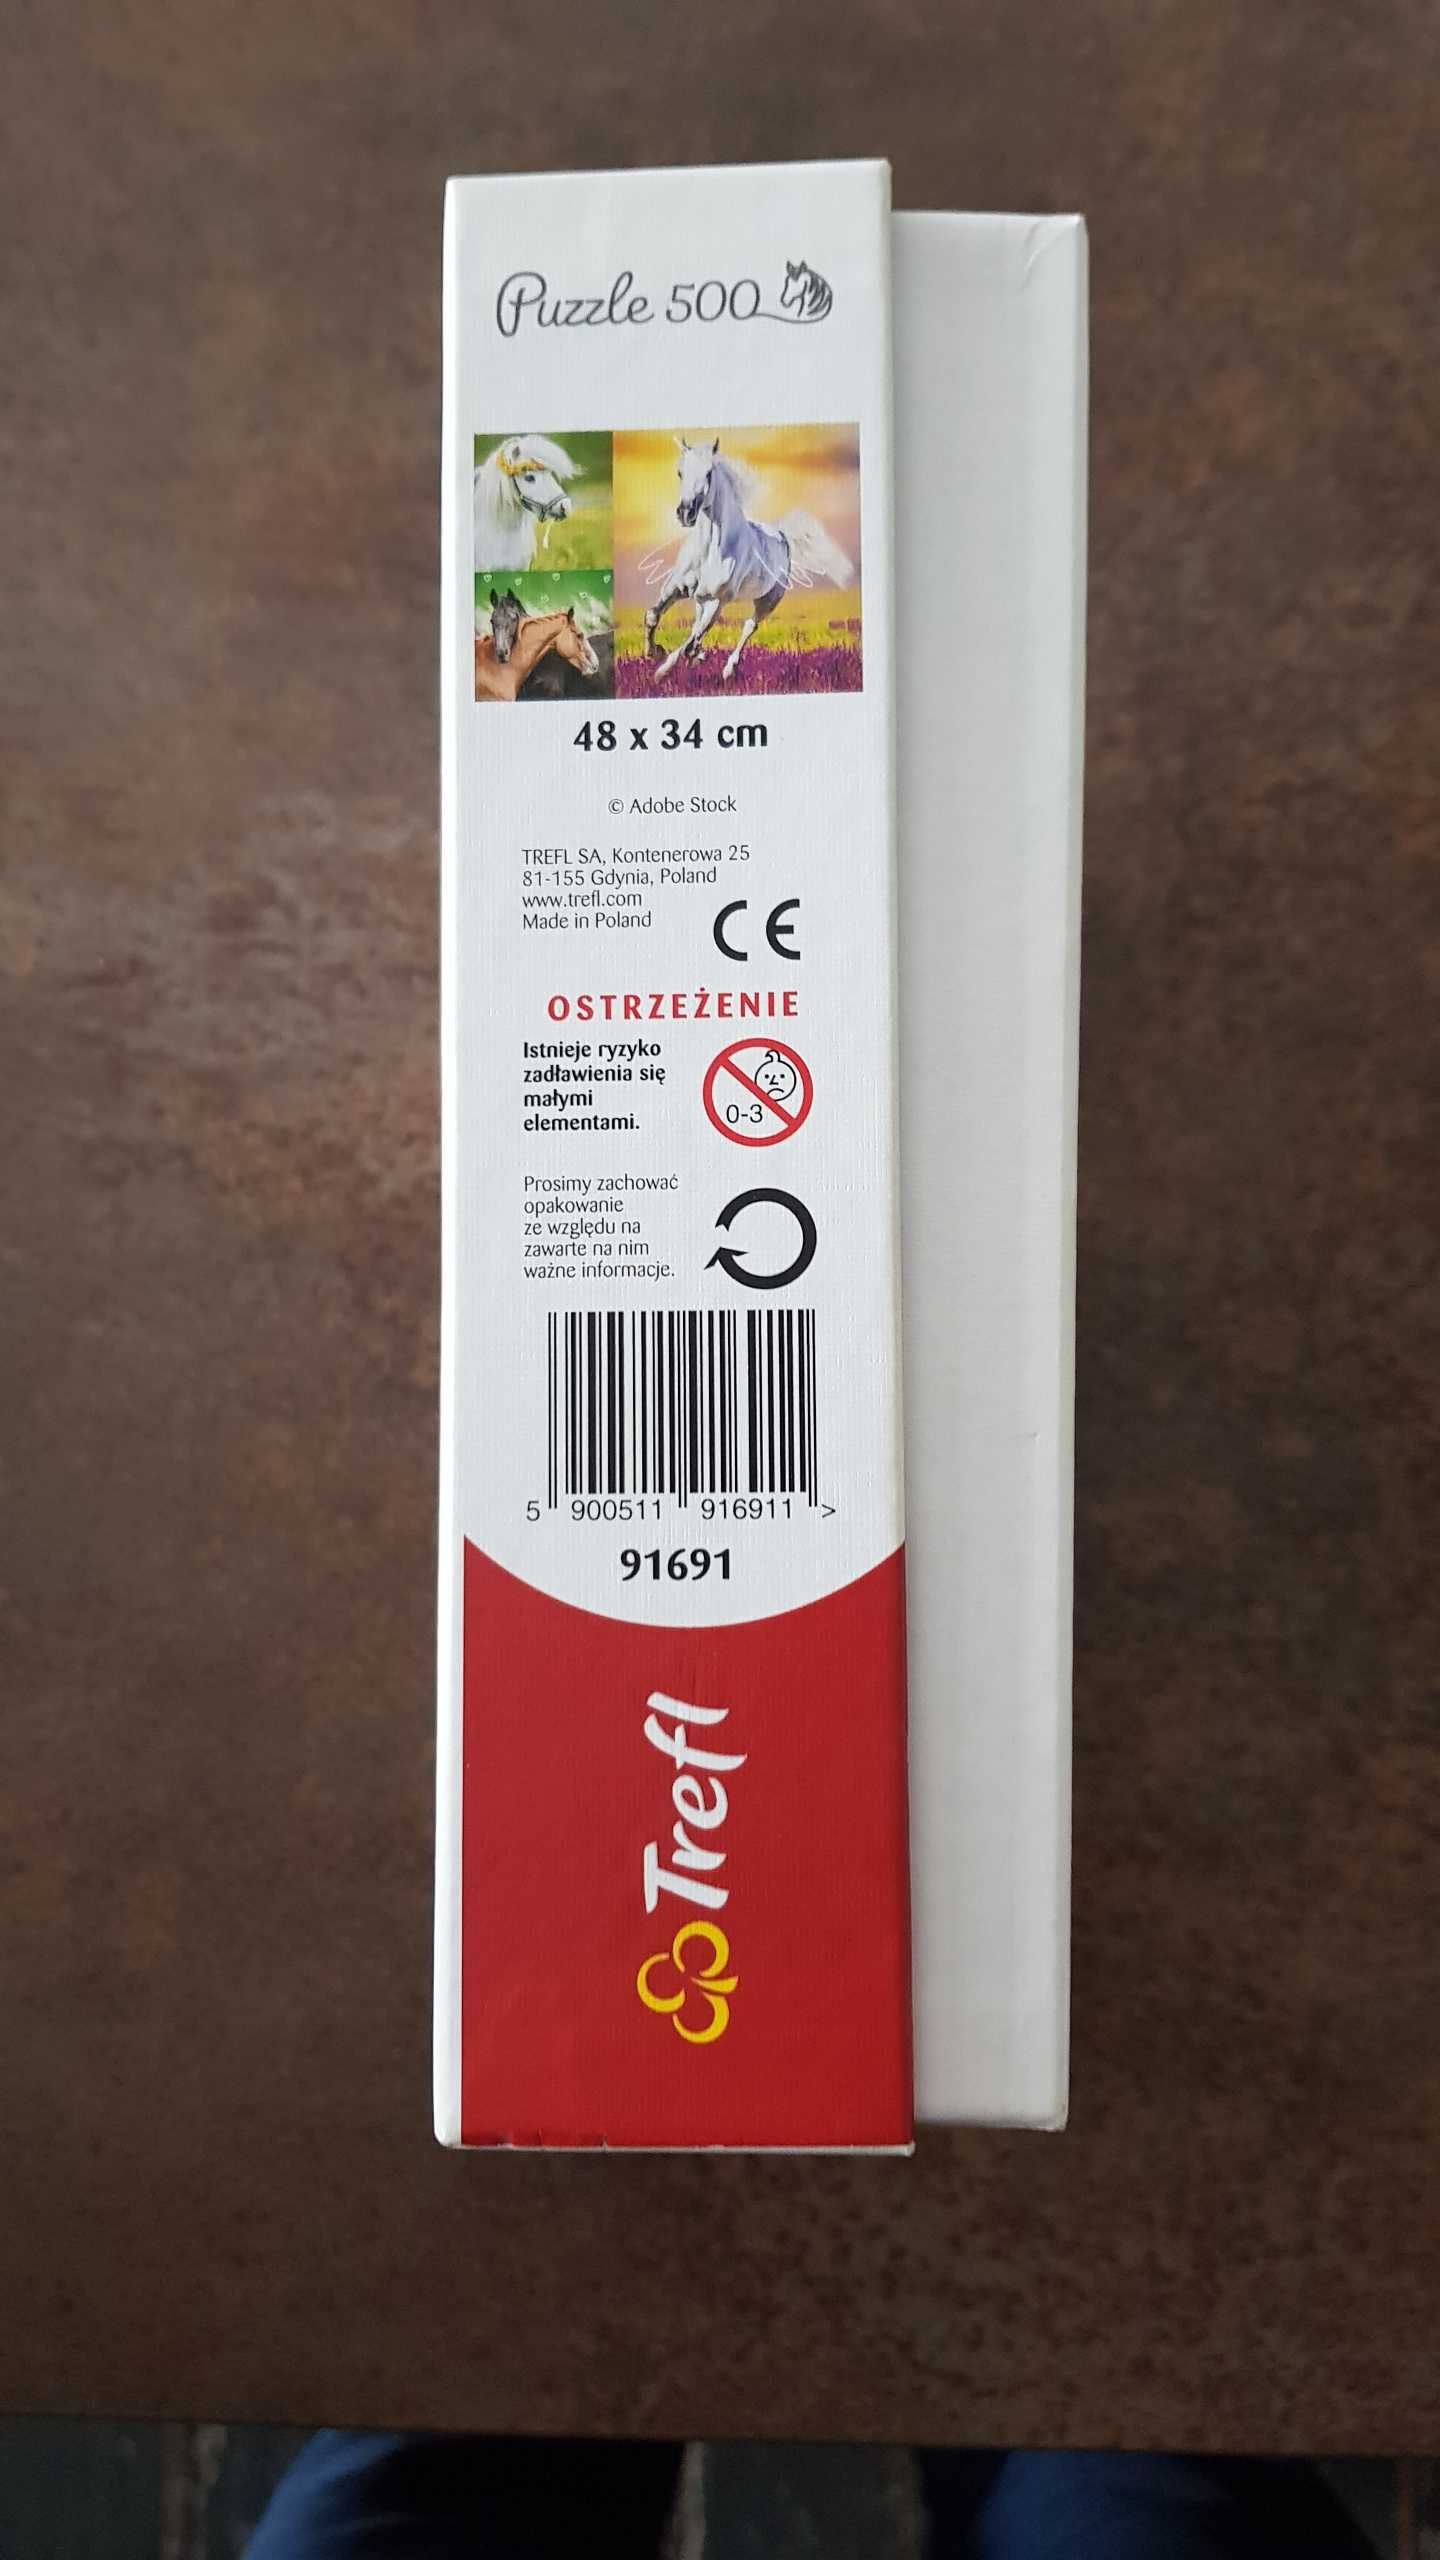 Puzzle 500
48 x 34 cm
© Adobe Stock
TREFL SA, Kontenerowa 25
81-155 Gdynia, Poland
www.trefl.com
Made in Poland
CE
OSTRZEŻENIE
Istnieje ryzyko
zadławienia się
małymi
elementami.
0-3
Prosimy zachować
opakowanie
ze względu na
zawarte na nim
ważne informacje.
5 900511 916911 >
91691
Trefl